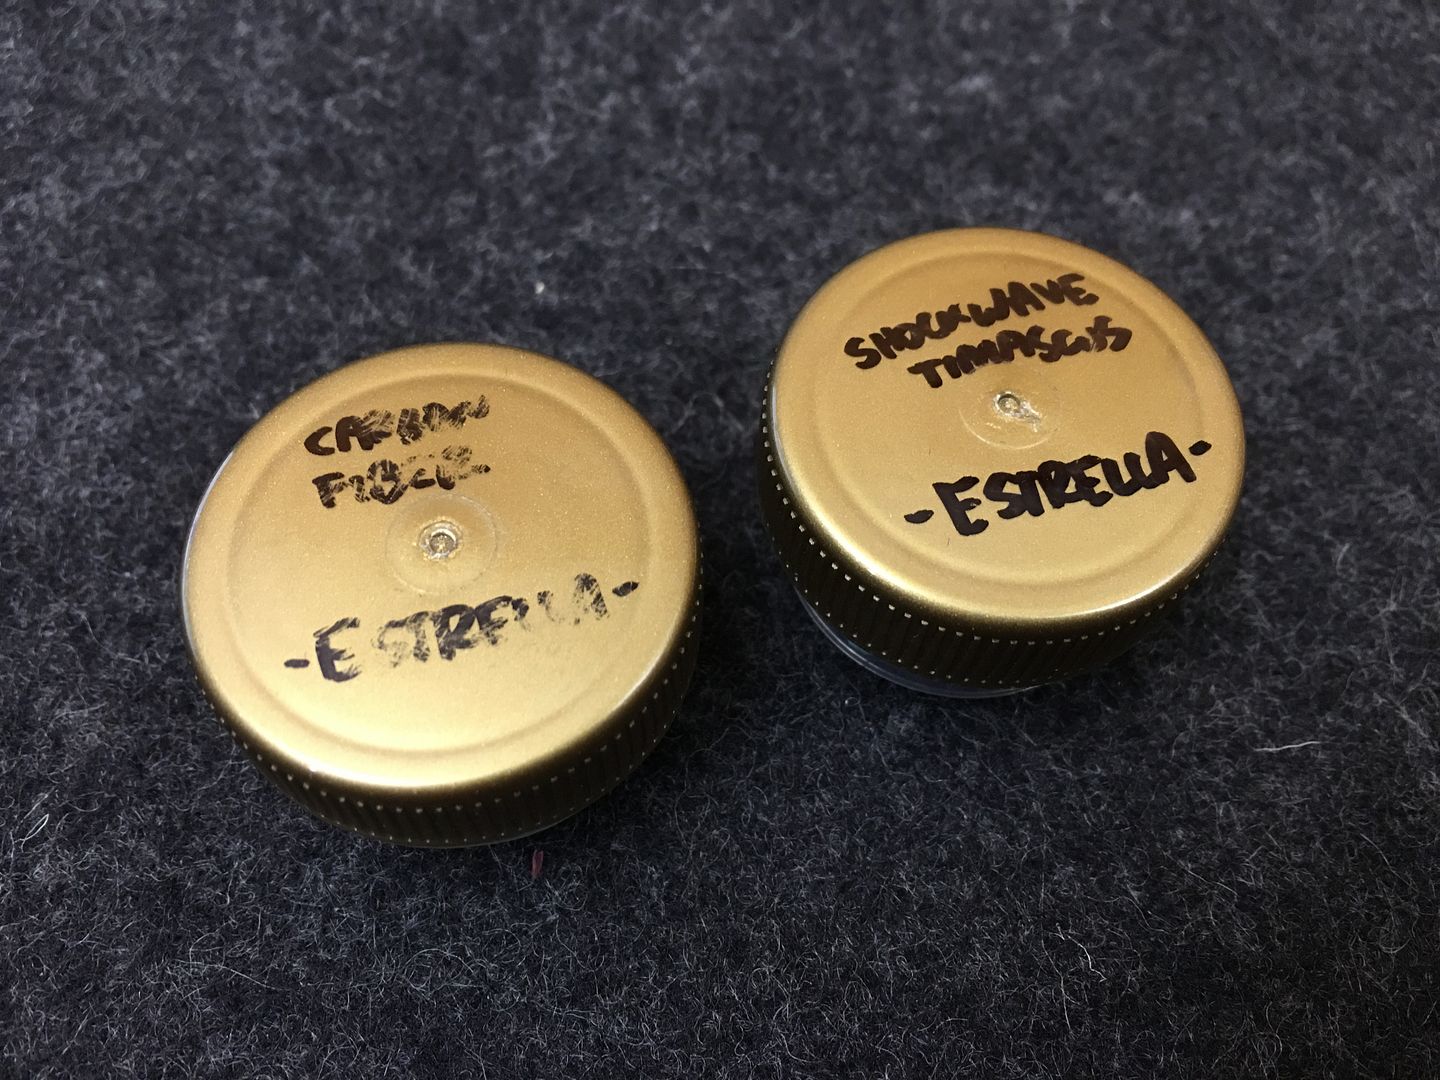 CARBON
FIBER
-ESTRELLA-
SHOCKWAVE
TIMASCUS
-ESTRELLA-